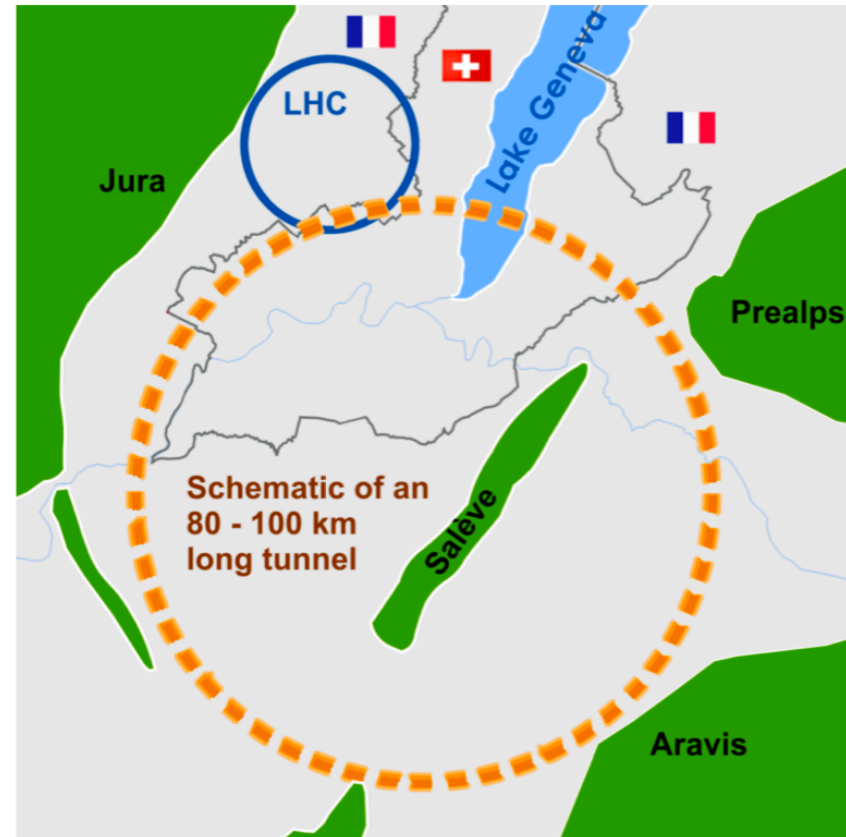 LHC
Lake Geneva
Jura
Prealps
Schematic of an
80 - 100 km
long tunnel
Salève
Aravis